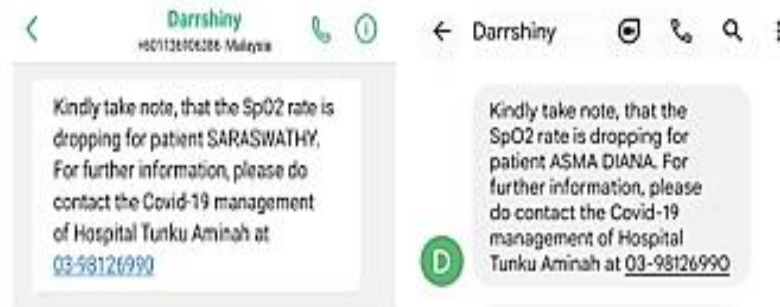 Darrshiny
Malaysia
Kindly take note, that the SpO2 rate is
dropping for patient SARASWATHY.
For further information, please do
contact the Covid-19 management
of Hospital Tunku Aminah at
03-98126990
Darrshiny
Kindly take note, that the
SpO2 rate is dropping for
patient ASMA DIANA. For
further information, please
do contact the Covid-19
management of Hospital
Tunku Aminah at 03-98126990
D